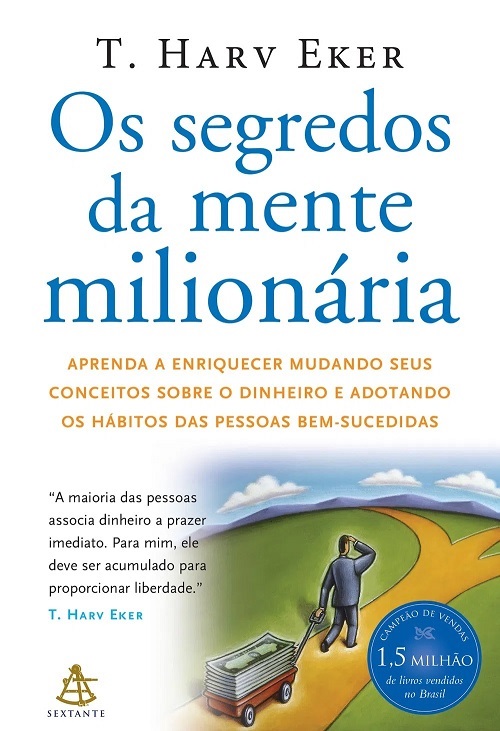 T. Harv Eker
Os segredos
da mente
milionária
APRENDA A ENRIQUECER MUDANDO SEUS
CONCEITOS SOBRE O DINHEIRO E ADOTANDO
OS HÁBITOS DAS PESSOAS BEM-SUCEDIDAS
“A maioria das pessoas
associa dinheiro a prazer
imediato. Para mim, ele
deve ser acumulado para
proporcionar liberdade.”
T. Harv Eker
CAMPEÃO DE VENDAS
1,5 MILHÃO
de livros vendidos
no Brasil
SEXTANTE